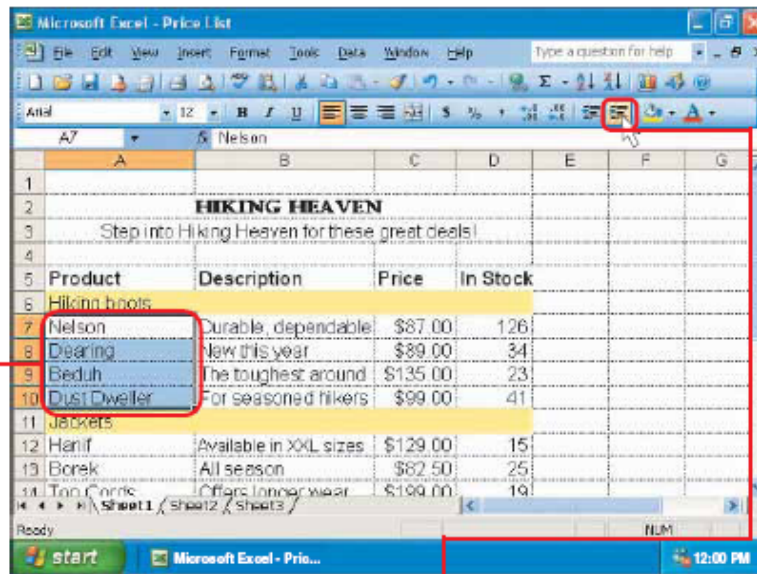 Microsoft Excel - Price List
File Edit View Insert Format Tools Data Window Help Type a question for help
Arial 12 B I U $ % ,
A7 fx Nelson
A B C D E F G
1
2 HIKING HEAVEN
3 Step into Hiking Heaven for these great deals!
4
5 Product Description Price In Stock
6 Hiking boots
7 Nelson Durable, dependable $87.00 126
8 Dearing New this year $89.00 34
9 Beduh The toughest around $135.00 23
10 Dust Dweller For seasoned hikers $99.00 41
11 Jackets
12 Hanif Available in XXL sizes $129.00 15
13 Borek All season $82.50 25
14 Top Cords Offers longer wear $199.00 19
Sheet1 Sheet2 Sheet3
Ready NUM
start Microsoft Excel - Pric... 12:00 PM